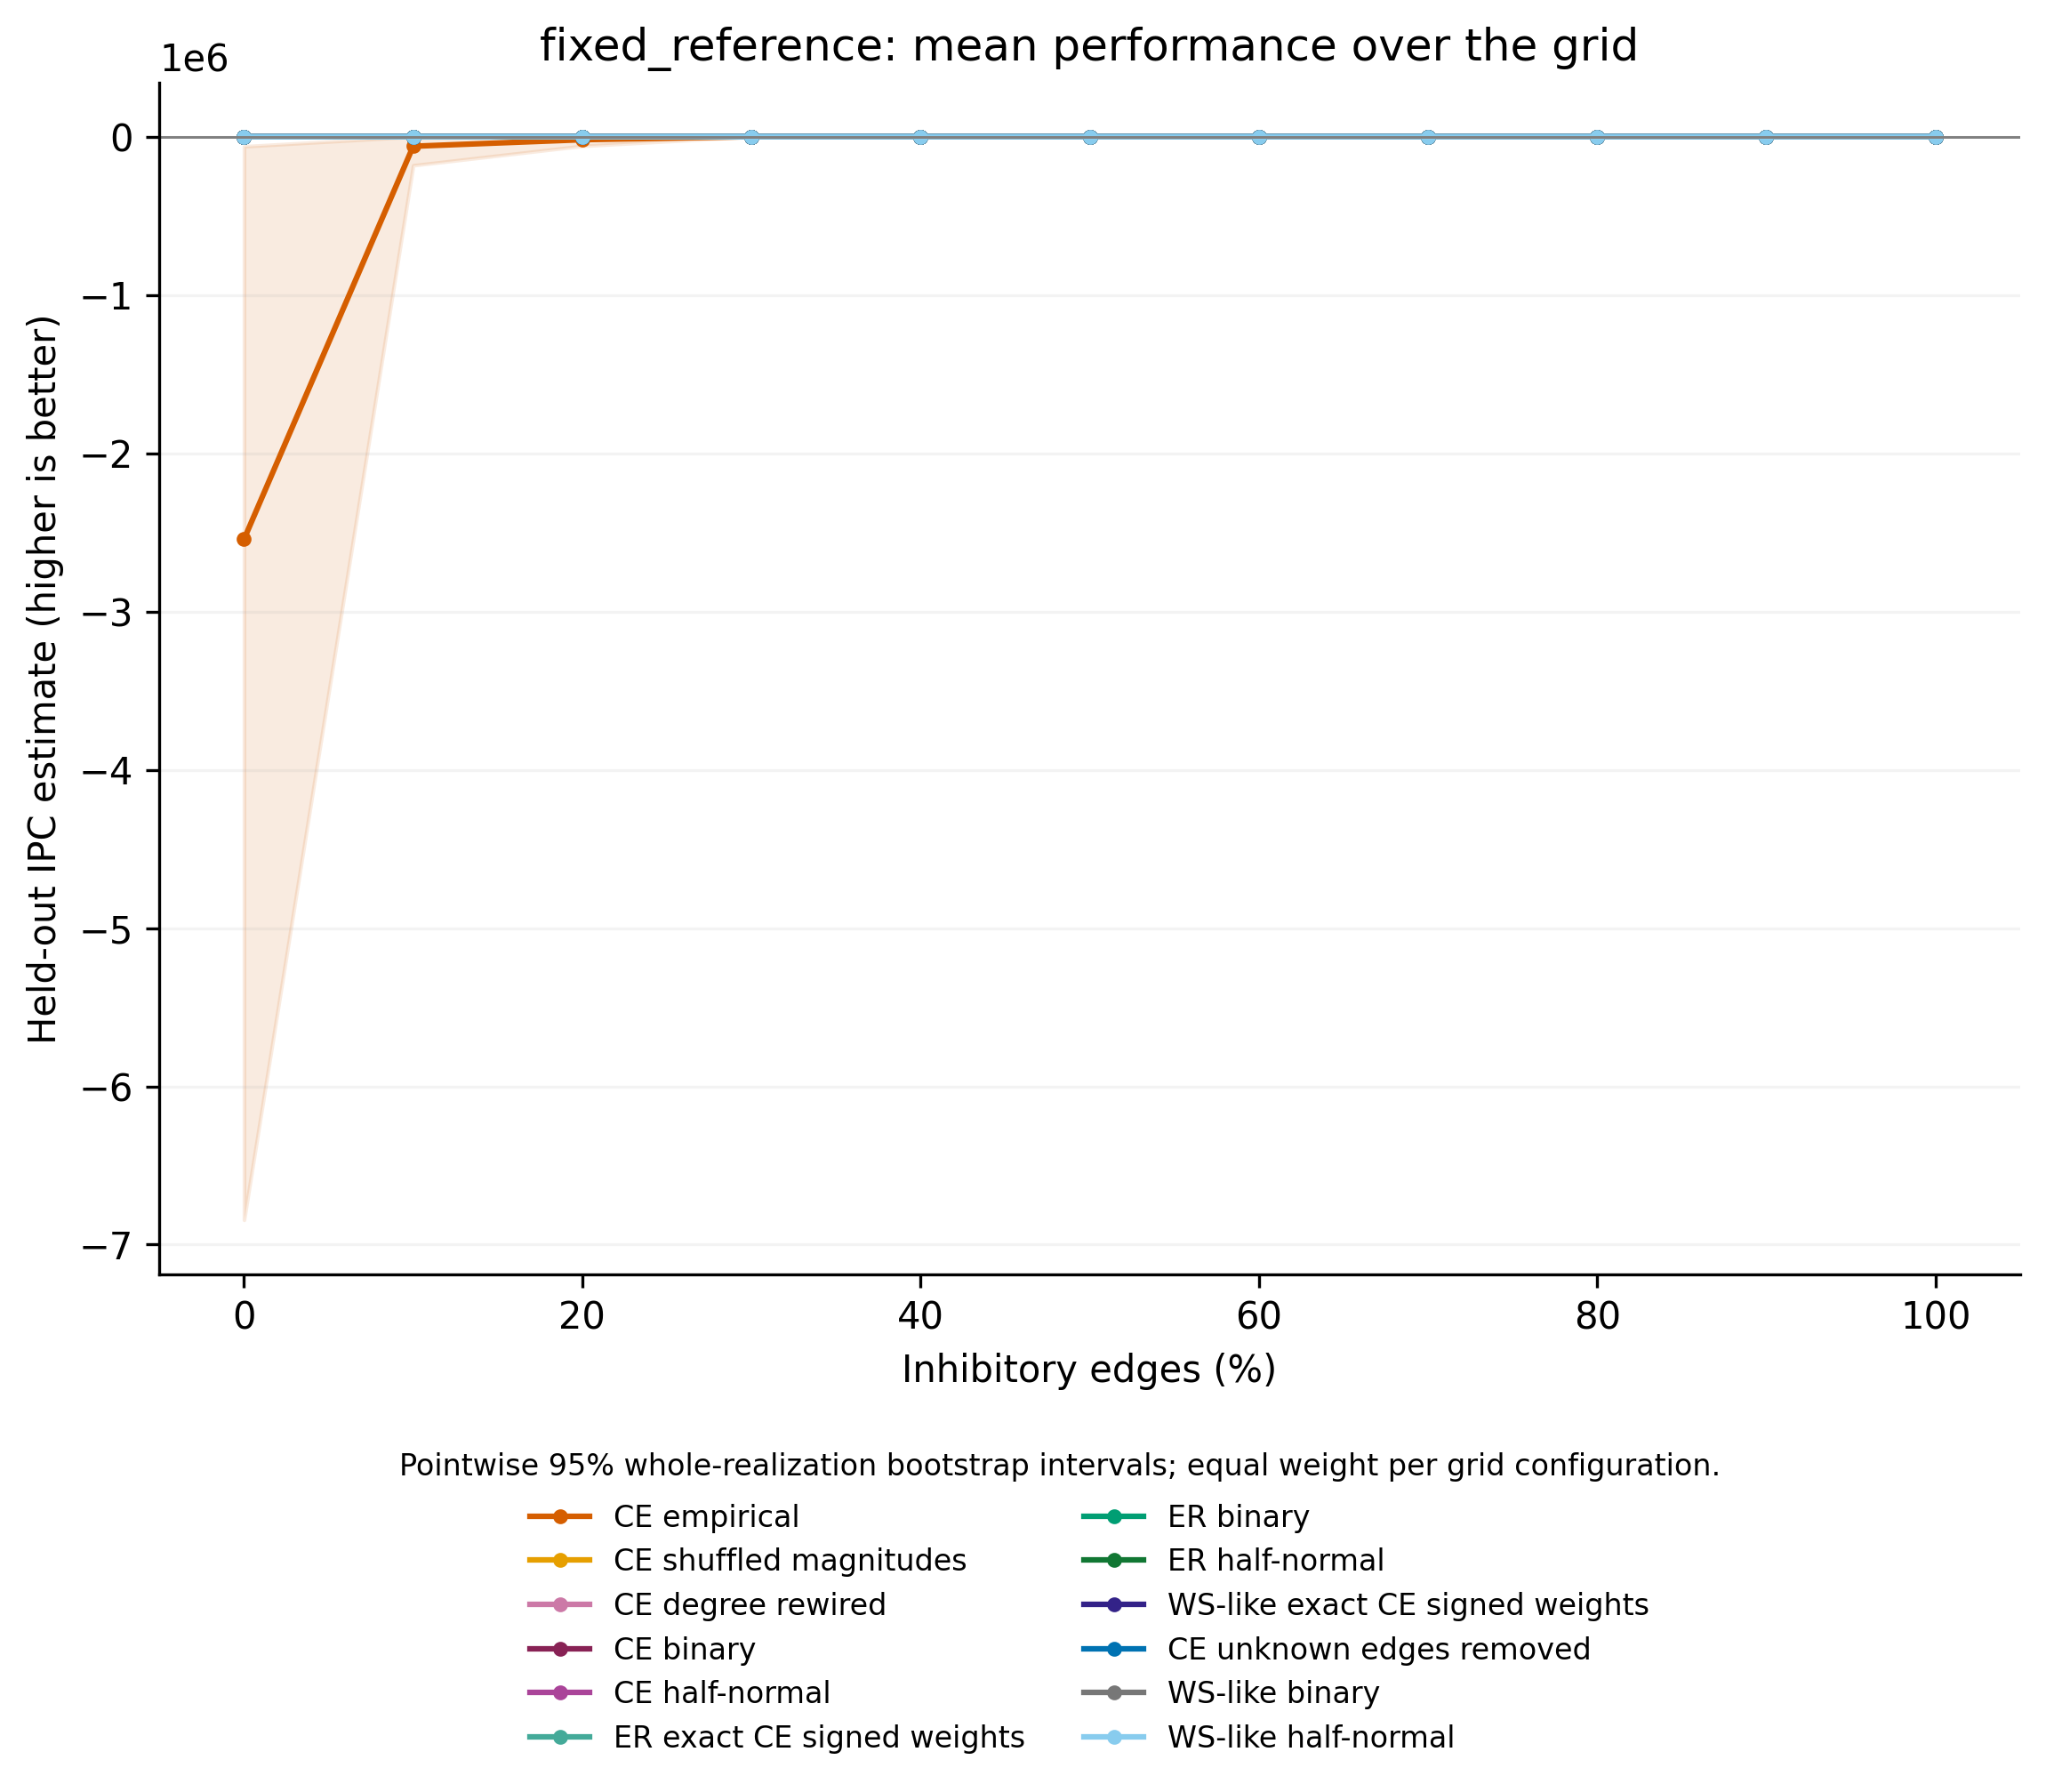 fixed_reference: mean performance over the grid
1e6
0
−1
−2
−3
−4
−5
−6
−7
Held-out IPC estimate (higher is better)
0 20 40 60 80 100
Inhibitory edges (%)
Pointwise 95% whole-realization bootstrap intervals; equal weight per grid configuration.
CE empirical
CE shuffled magnitudes
CE degree rewired
CE binary
CE half-normal
ER exact CE signed weights
ER binary
ER half-normal
WS-like exact CE signed weights
CE unknown edges removed
WS-like binary
WS-like half-normal